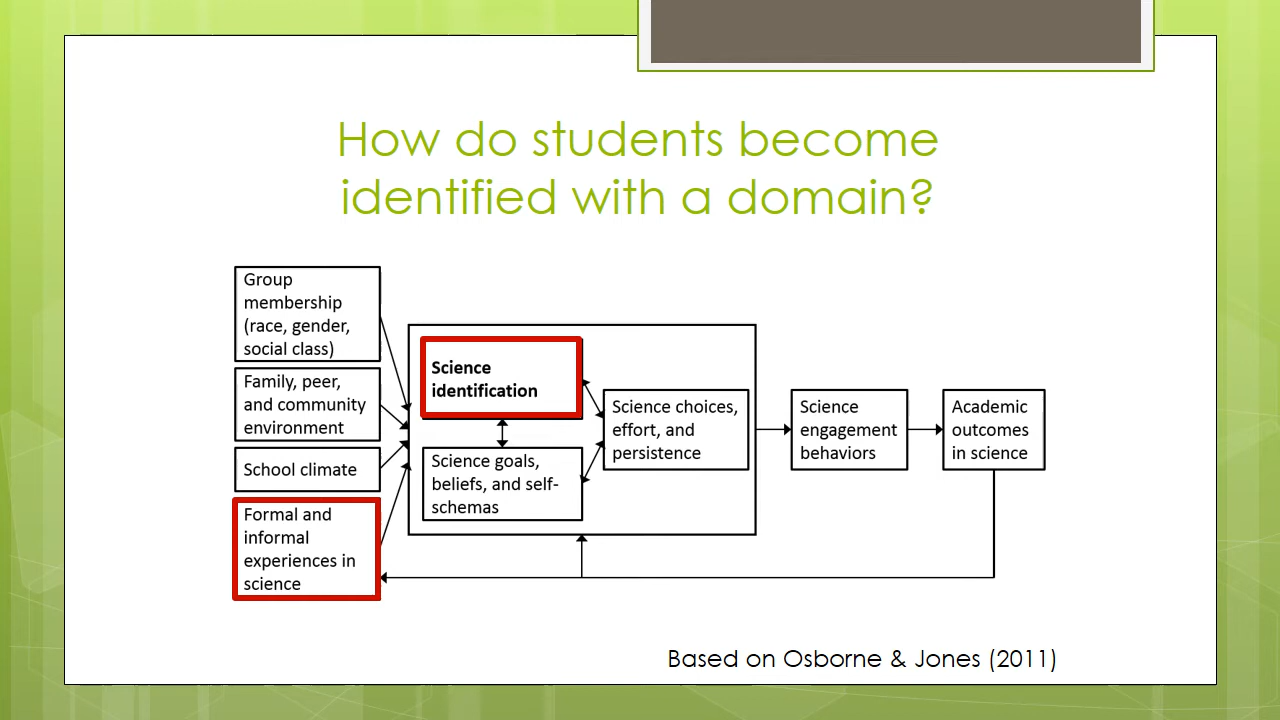 How do students become
identified with a domain?
Group
membership
(race, gender,
social class)
Family, peer,
and community
environment
School climate
Formal and
informal
experiences in
science
Science
identification
Science goals,
beliefs, and self-
schemas
Science choices,
effort, and
persistence
Science
engagement
behaviors
Academic
outcomes
in science
Based on Osborne & Jones (2011)